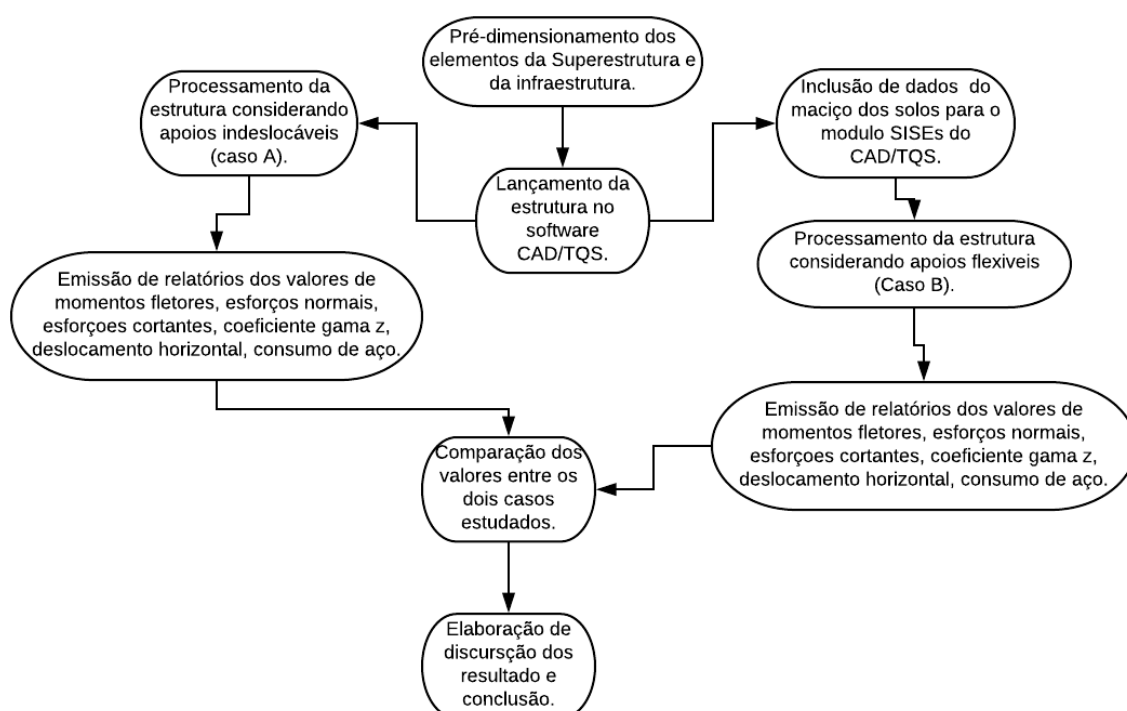 Pré-dimensionamento dos
elementos da Superestrutura e
da infraestrutura.
Processamento da
estrutura considerando
apoios indeslocáveis
(caso A).
Inclusão de dados do
maciço dos solos para o
modulo SISEs do
CAD/TQS.
Lançamento da
estrutura no
software
CAD/TQS.
Processamento da estrutura
considerando apoios flexiveis
(Caso B).
Emissão de relatórios dos valores de
momentos fletores, esforços normais,
esforçoes cortantes, coeficiente gama z,
deslocamento horizontal, consumo de aço.
Emissão de relatórios dos valores de
momentos fletores, esforços normais,
esforçoes cortantes, coeficiente gama z,
deslocamento horizontal, consumo de aço.
Comparação dos
valores entre os
dois casos
estudados.
Elaboração de
discursção dos
resultado e
conclusão.